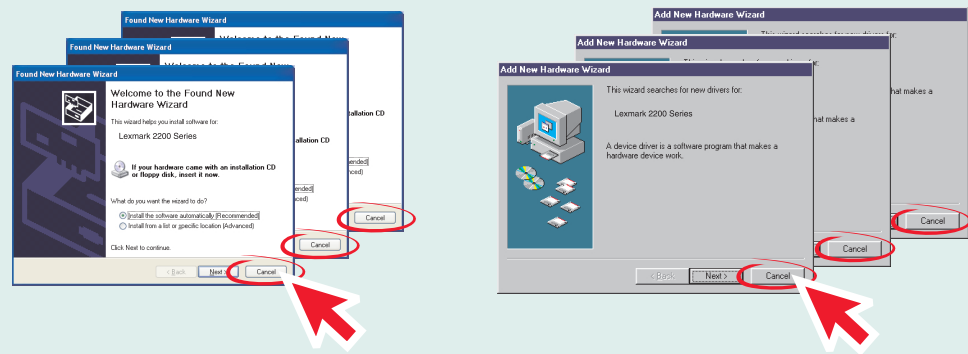 Found New Hardware Wizard
Found New Hardware Wizard
Found New Hardware Wizard
Welcome to the Found New
Hardware Wizard
This wizard helps you install software for:
Lexmark 2200 Series
If your hardware came with an installation CD
or floppy disk, insert it now.
What do you want the wizard to do?
Install the software automatically (Recommended)
Install from a list or specific location (Advanced)
Click Next to continue.
< Back
Next >
Cancel
Cancel
Cancel
Add New Hardware Wizard
Add New Hardware Wizard
Add New Hardware Wizard
This wizard searches for new drivers for:
Lexmark 2200 Series
A device driver is a software program that makes a
hardware device work.
hat makes a
hat makes a
< Back
Next >
Cancel
Cancel
Cancel